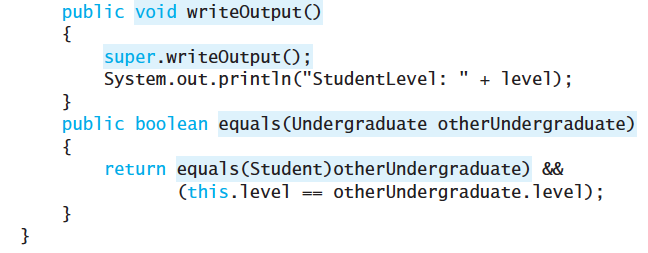 public void writeOutput()
{
super.writeOutput();
System.out.println("StudentLevel: " + level);
}
public boolean equals(Undergraduate otherUndergraduate)
{
return equals(Student)otherUndergraduate) &&
(this.level == otherUndergraduate.level);
}
}